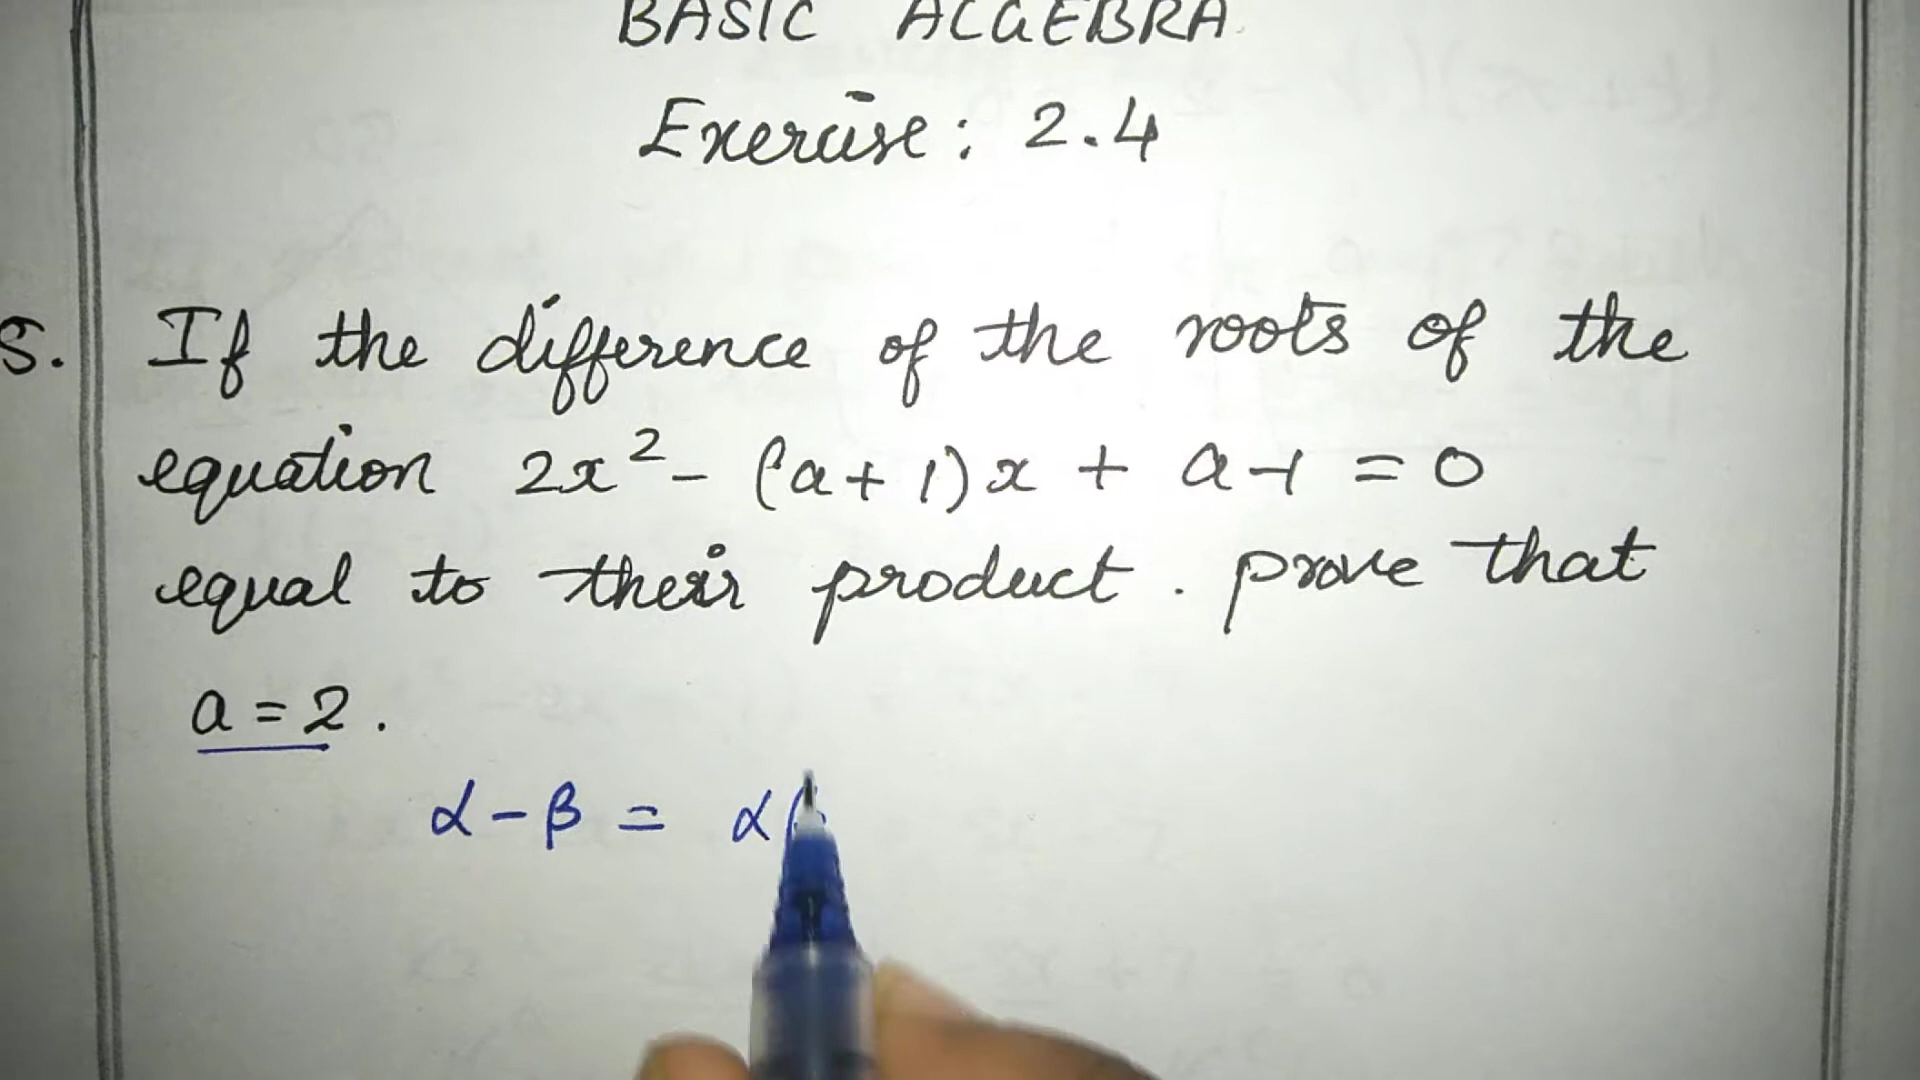 BASIC ALGEBRA
Exercise: 2.4
5. If the difference of the roots of the
equation 2x² - (a + 1)x + a - 1 = 0
equal to their product. prove that
a = 2.
α - β = αβ